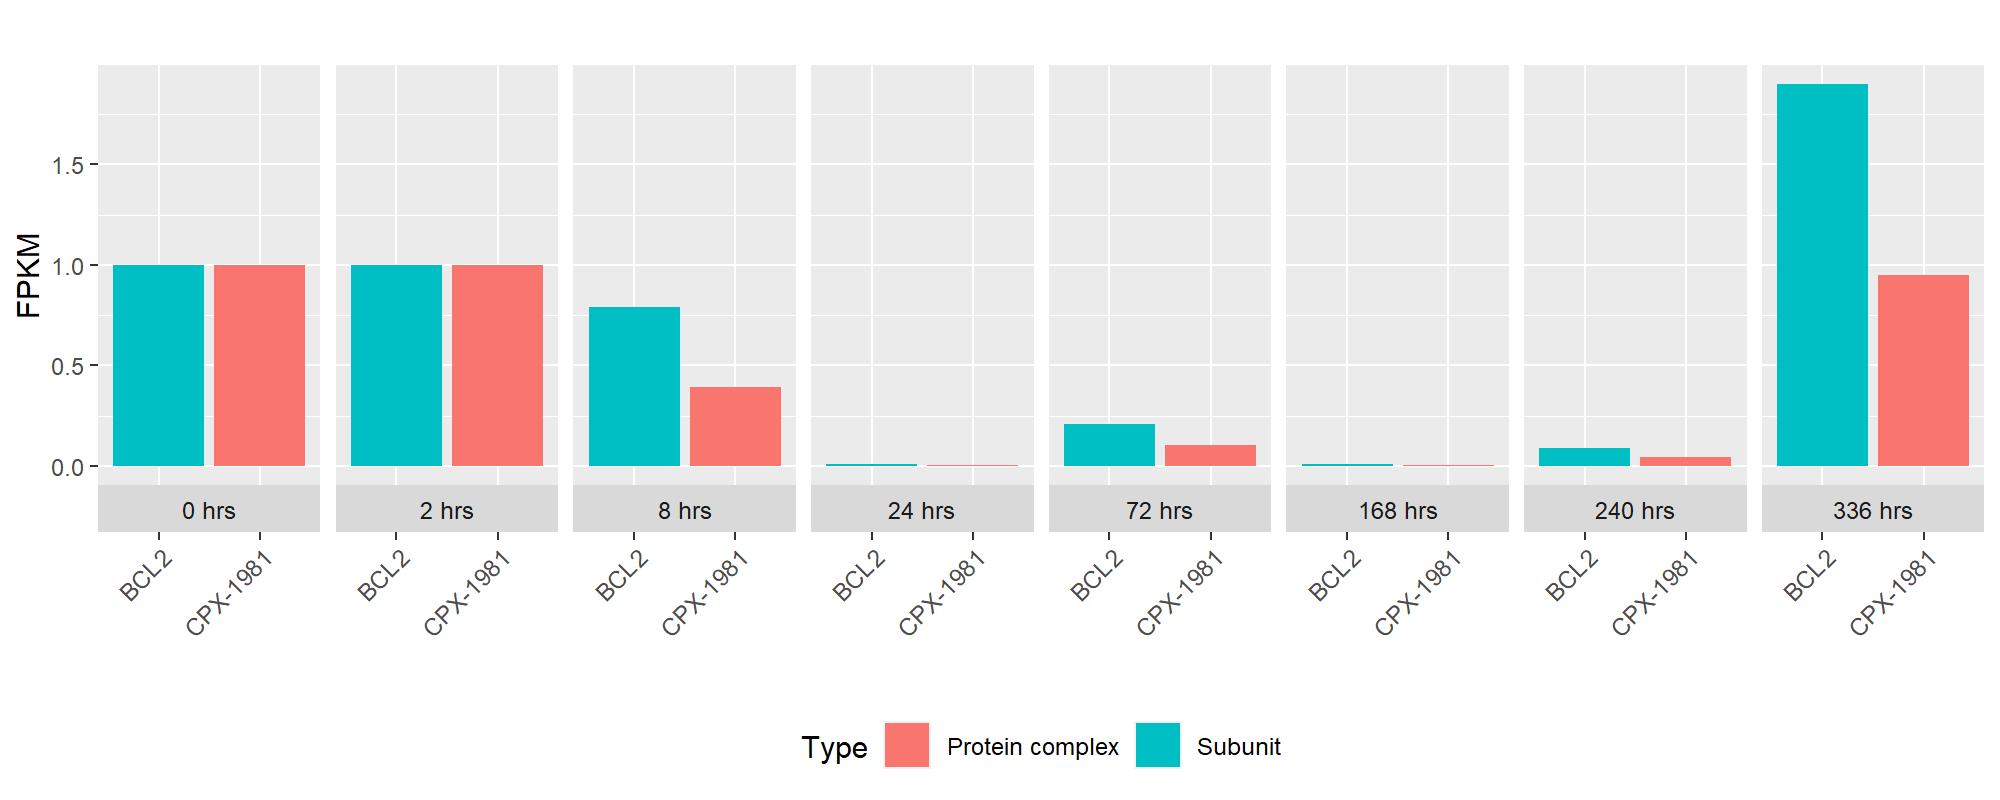 FPKM
1.5
1.0
0.5
0.0
0 hrs 2 hrs 8 hrs 24 hrs 72 hrs 168 hrs 240 hrs 336 hrs
BCL2 CPX-1981 BCL2 CPX-1981 BCL2 CPX-1981 BCL2 CPX-1981 BCL2 CPX-1981 BCL2 CPX-1981 BCL2 CPX-1981 BCL2 CPX-1981
Type Protein complex Subunit